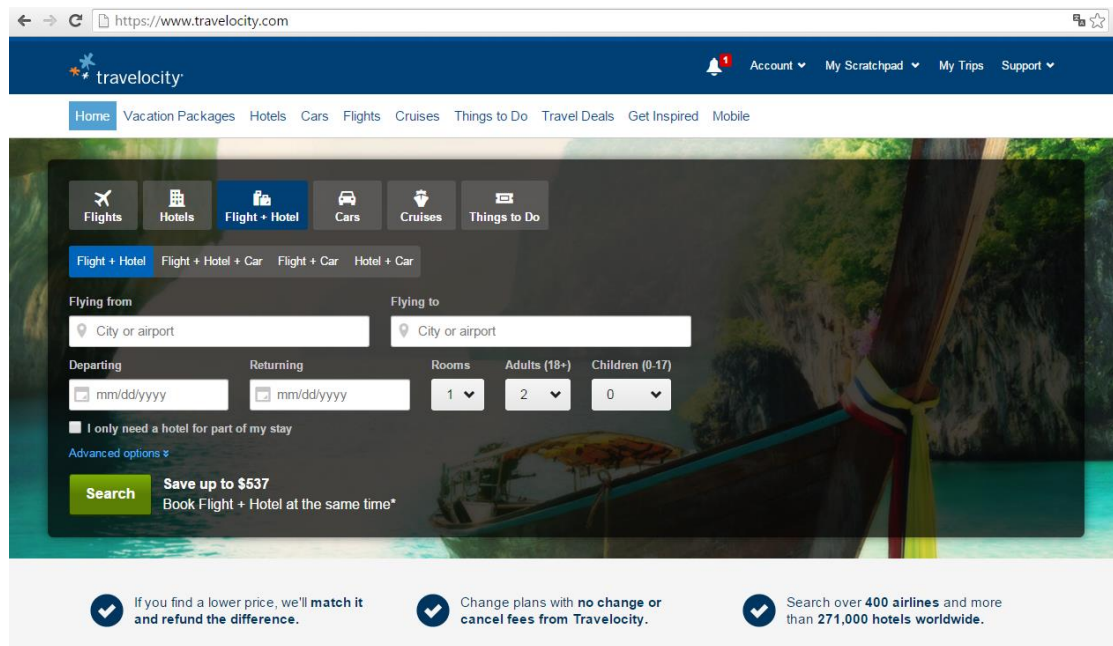 https://www.travelocity.com
travelocity
1
Account My Scratchpad My Trips Support
Home Vacation Packages Hotels Cars Flights Cruises Things to Do Travel Deals Get Inspired Mobile
Flights Hotels Flight + Hotel Cars Cruises Things to Do
Flight + Hotel Flight + Hotel + Car Flight + Car Hotel + Car
Flying from Flying to
City or airport City or airport
Departing Returning Rooms Adults (18+) Children (0-17)
mm/dd/yyyy mm/dd/yyyy 1 2 0
I only need a hotel for part of my stay
Advanced options
Search
Save up to $537
Book Flight + Hotel at the same time*
If you find a lower price, we'll match it
and refund the difference.
Change plans with no change or
cancel fees from Travelocity.
Search over 400 airlines and more
than 271,000 hotels worldwide.